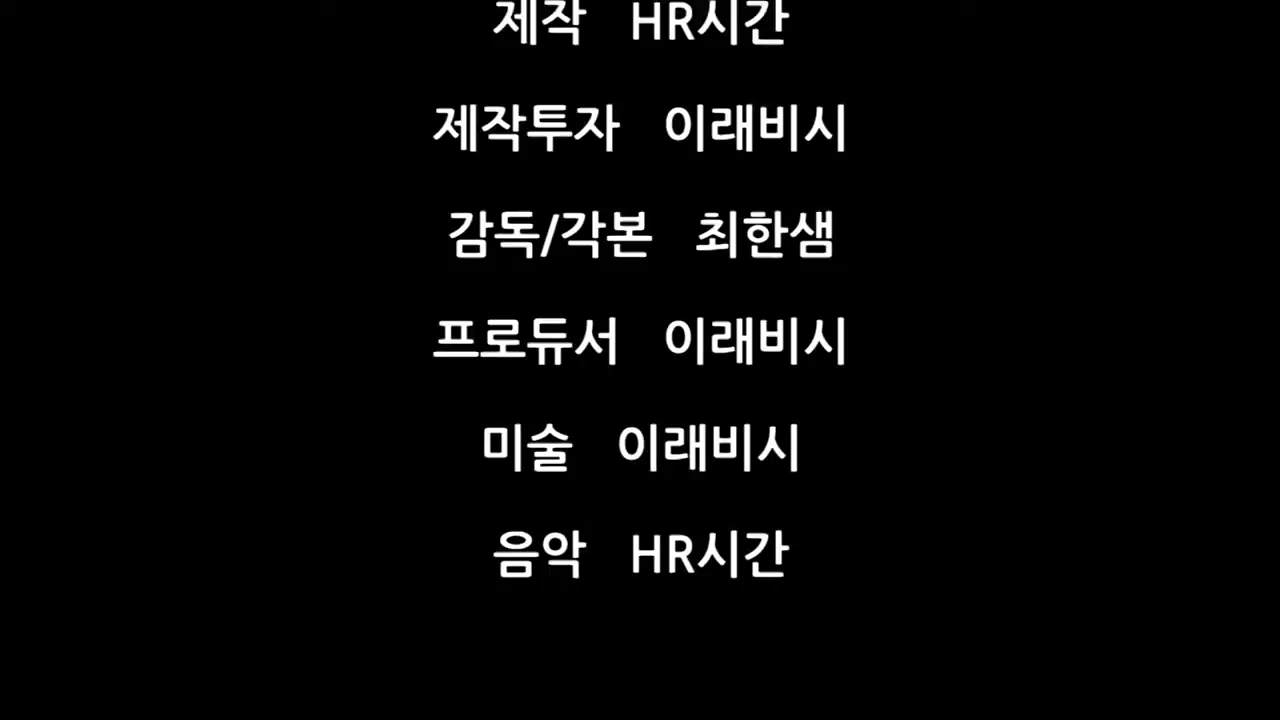 제작 HR시간
제작투자 이래비시
감독/각본 최한샘
프로듀서 이래비시
미술 이래비시
음악 HR시간